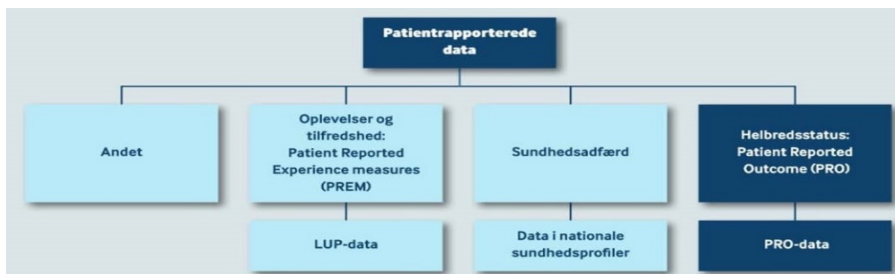 Patientrapporterede
data
Andet
Oplevelser og
tilfredshed:
Patient Reported
Experience measures
(PREM)
Sundhedsadfærd
Helbredsstatus:
Patient Reported
Outcome (PRO)
LUP-data
Data i nationale
sundhedsprofiler
PRO-data